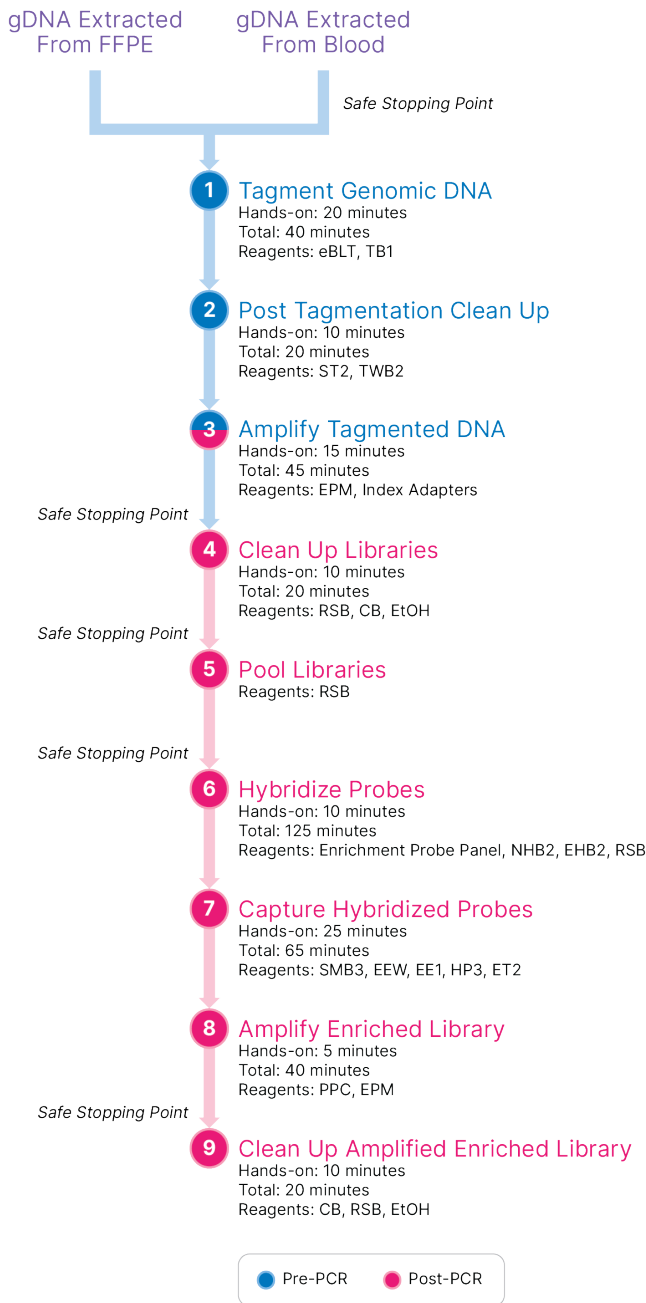 gDNA Extracted
From FFPE
gDNA Extracted
From Blood
Safe Stopping Point
1
Tagment Genomic DNA
Hands-on: 20 minutes
Total: 40 minutes
Reagents: eBLT, TB1
2
Post Tagmentation Clean Up
Hands-on: 10 minutes
Total: 20 minutes
Reagents: ST2, TWB2
3
Amplify Tagmented DNA
Hands-on: 15 minutes
Total: 45 minutes
Reagents: EPM, Index Adapters
Safe Stopping Point
4
Clean Up Libraries
Hands-on: 10 minutes
Total: 20 minutes
Reagents: RSB, CB, EtOH
Safe Stopping Point
5
Pool Libraries
Reagents: RSB
Safe Stopping Point
6
Hybridize Probes
Hands-on: 10 minutes
Total: 125 minutes
Reagents: Enrichment Probe Panel, NHB2, EHB2, RSB
7
Capture Hybridized Probes
Hands-on: 25 minutes
Total: 65 minutes
Reagents: SMB3, EEW, EE1, HP3, ET2
8
Amplify Enriched Library
Hands-on: 5 minutes
Total: 40 minutes
Reagents: PPC, EPM
Safe Stopping Point
9
Clean Up Amplified Enriched Library
Hands-on: 10 minutes
Total: 20 minutes
Reagents: CB, RSB, EtOH
Pre-PCR
Post-PCR